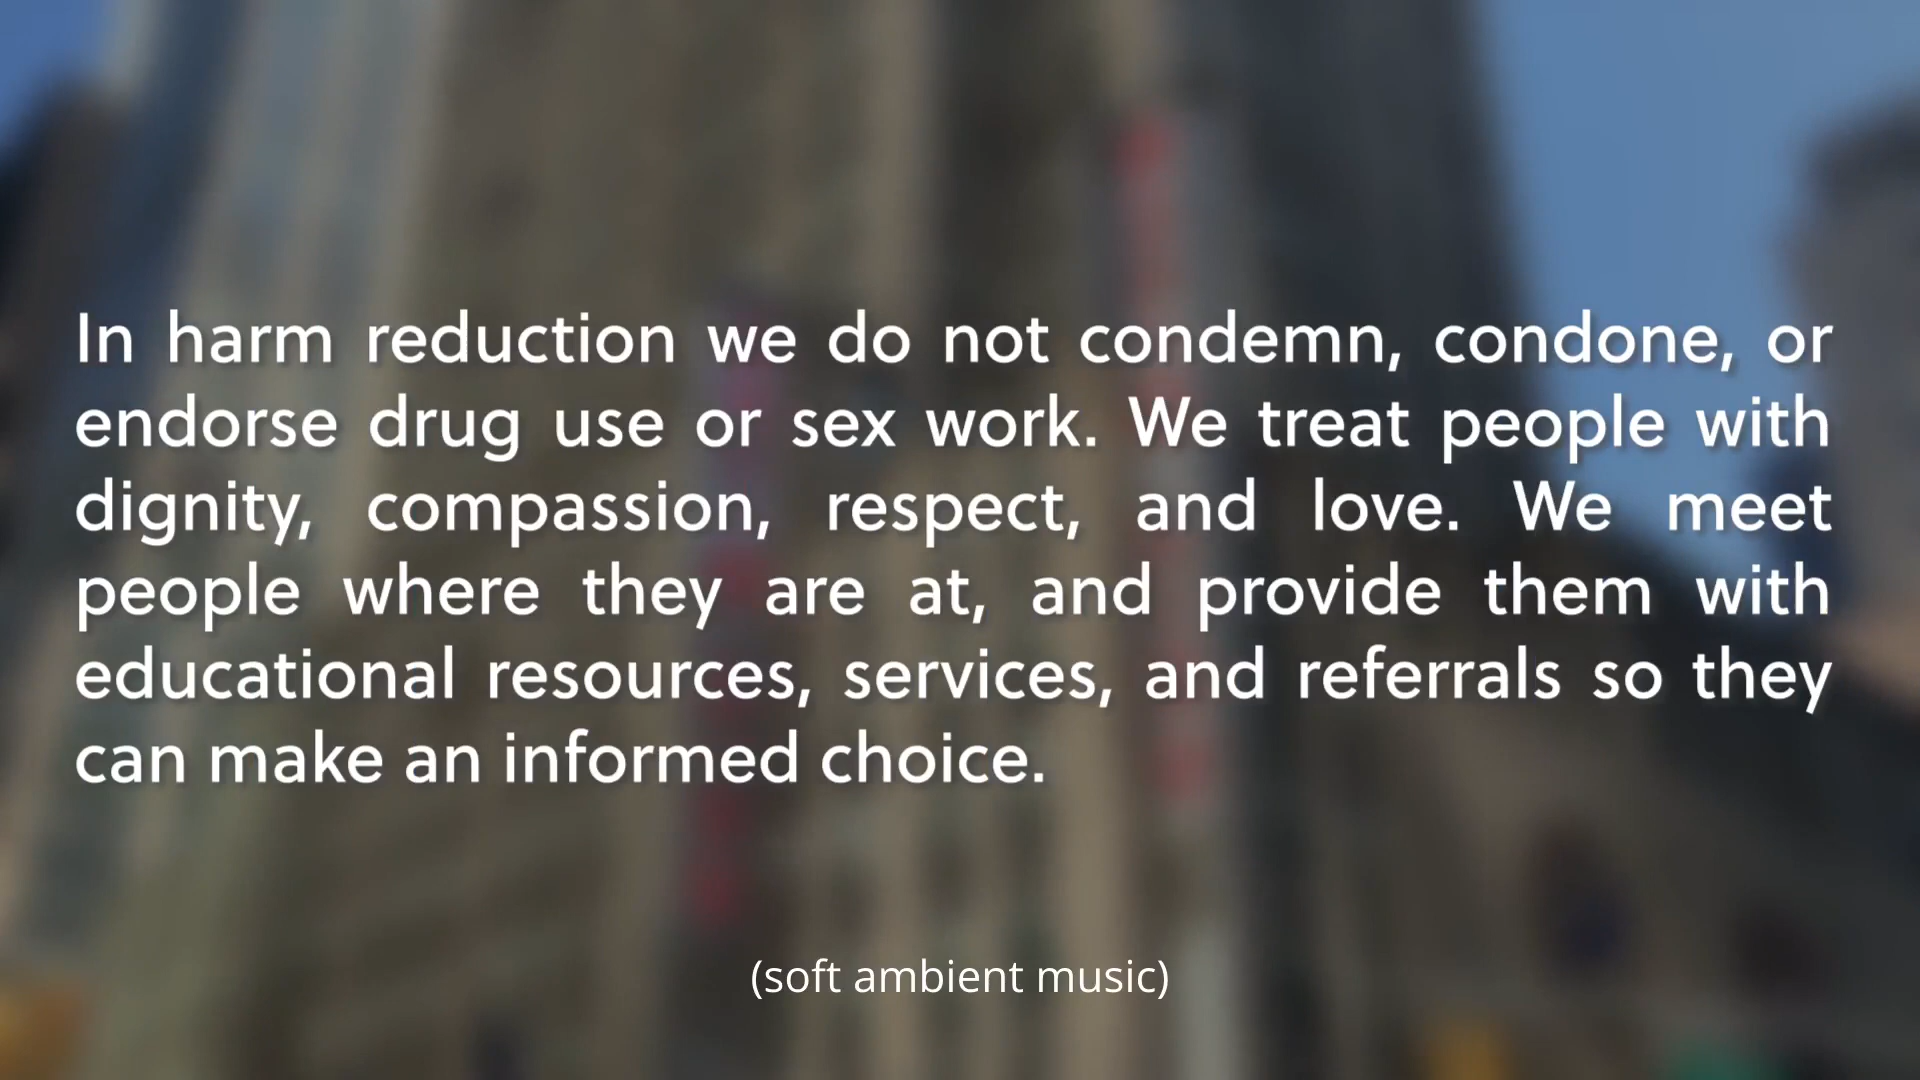 In harm reduction we do not condemn, condone, or
endorse drug use or sex work. We treat people with
dignity, compassion, respect, and love. We meet
people where they are at, and provide them with
educational resources, services, and referrals so they
can make an informed choice.
(soft ambient music)